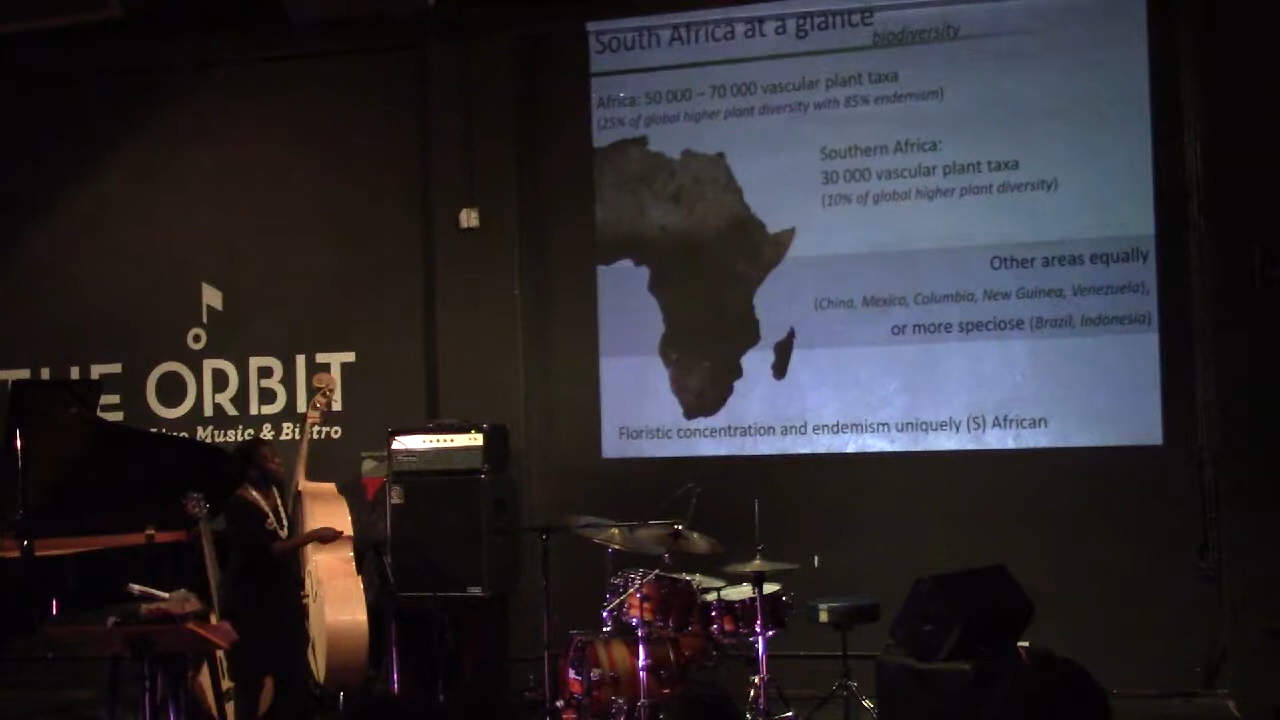 South Africa at a glance
biodiversity
Africa: 50 000 – 70 000 vascular plant taxa
(25% of global higher plant diversity with 85% endemism)
Southern Africa:
30 000 vascular plant taxa
(10% of global higher plant diversity)
Other areas equally
(China, Mexico, Columbia, New Guinea, Venezuela),
or more speciose (Brazil, Indonesia)
Floristic concentration and endemism uniquely (S) African
THE ORBIT
Live Music & Bistro